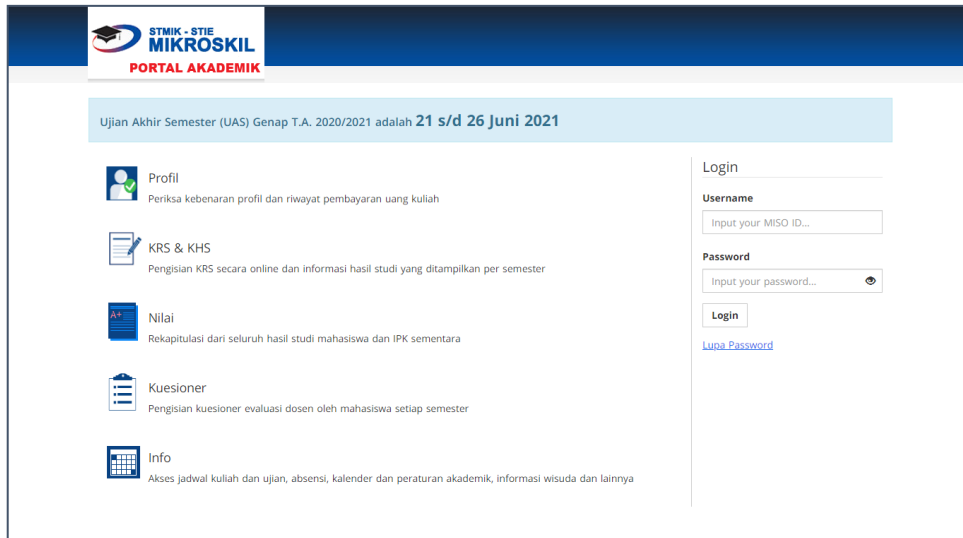 STMIK - STIE
MIKROSKIL
PORTAL AKADEMIK
Ujian Akhir Semester (UAS) Genap T.A. 2020/2021 adalah 21 s/d 26 Juni 2021
Profil
Periksa kebenaran profil dan riwayat pembayaran uang kuliah
KRS & KHS
Pengisian KRS secara online dan informasi hasil studi yang ditampilkan per semester
A+
Nilai
Rekapitulasi dari seluruh hasil studi mahasiswa dan IPK sementara
Kuesioner
Pengisian kuesioner evaluasi dosen oleh mahasiswa setiap semester
Info
Akses jadwal kuliah dan ujian, absensi, kalender dan peraturan akademik, informasi wisuda dan lainnya
Login
Username
Input your MISO ID...
Password
Input your password...
Login
Lupa Password